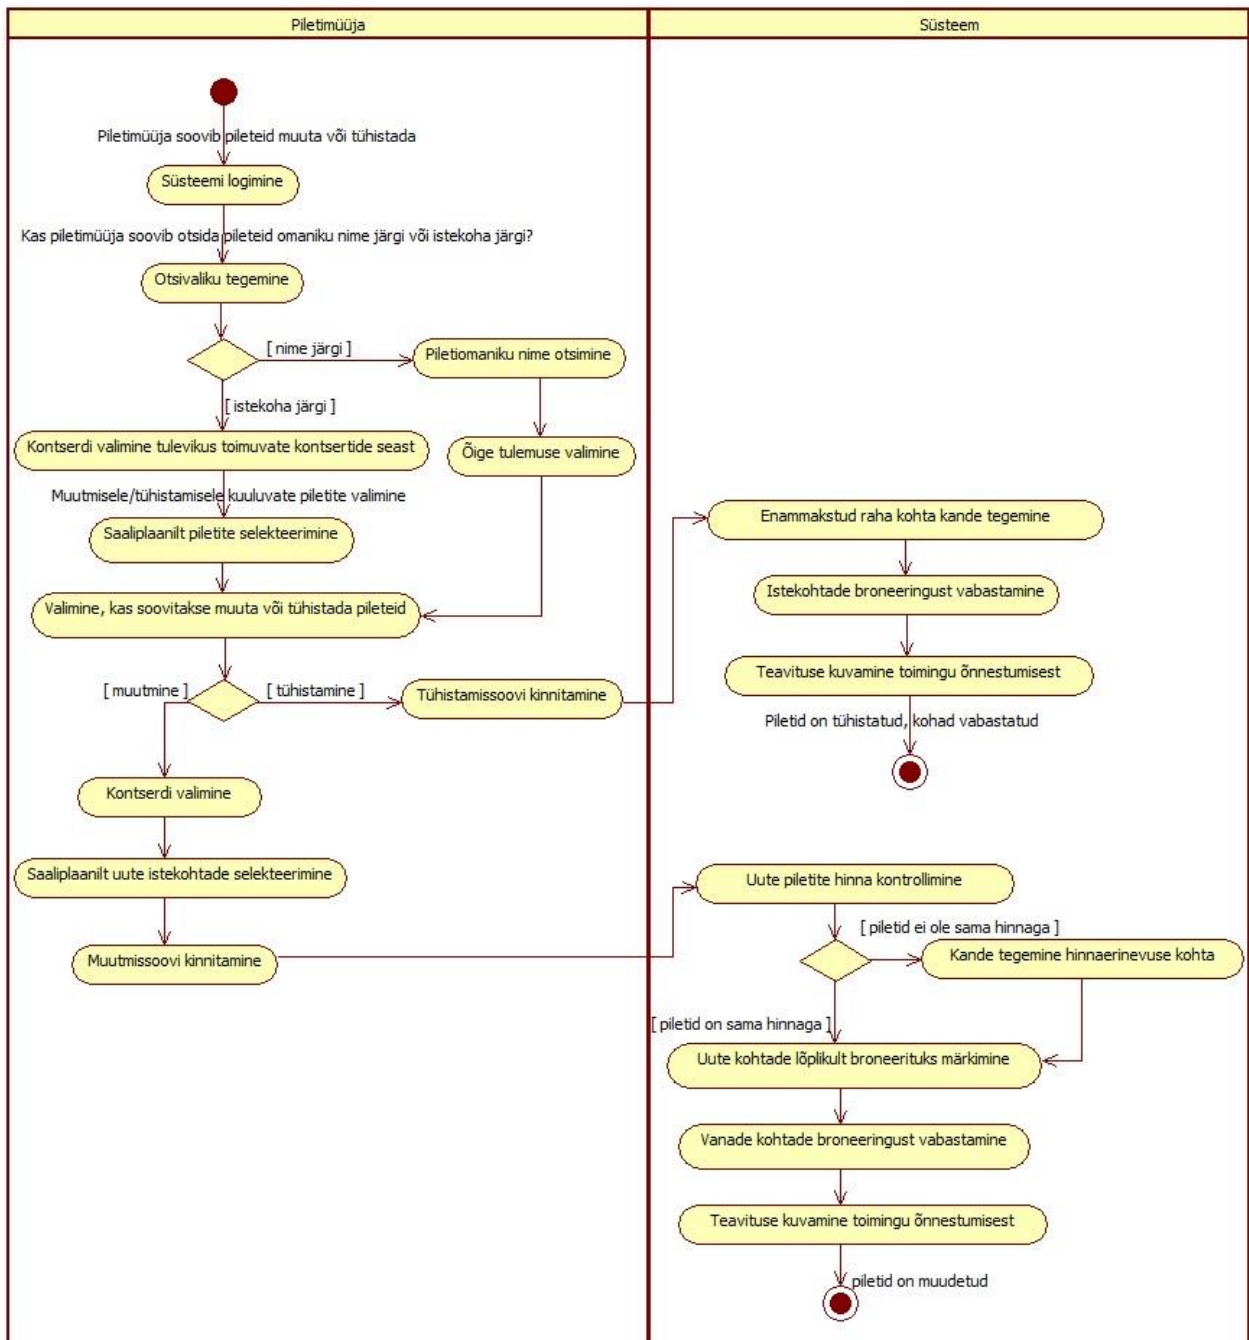 Piletimüüja
Süsteem
Piletimüüja soovib pileteid muuta või tühistada
Süsteemi logimine
Kas piletimüüja soovib otsida pileteid omaniku nime järgi või istekoha järgi?
Otsivaliku tegemine
[ nime järgi ]
Piletiomaniku nime otsimine
[ istekoha järgi ]
Kontserdi valimine tulevikus toimuvate kontsertide seast
Õige tulemuse valimine
Muutmisele/tühistamisele kuuluvate piletite valimine
Saaliplaanilt piletite selekteerimine
Valimine, kas soovitakse muuta või tühistada pileteid
[ muutmine ]
[ tühistamine ]
Tühistamissoovi kinnitamine
Enammakstud raha kohta kande tegemine
Istekohtade broneeringust vabastamine
Teavituse kuvamine toimingu õnnestumisest
Piletid on tühistatud, kohad vabastatud
Kontserdi valimine
Saaliplaanilt uute istekohtade selekteerimine
Muutmissoovi kinnitamine
Uute piletite hinna kontrollimine
[ piletid ei ole sama hinnaga ]
Kande tegemine hinnaerinevuse kohta
[ piletid on sama hinnaga ]
Uute kohtade lõplikult broneerituks märkimine
Vanade kohtade broneeringust vabastamine
Teavituse kuvamine toimingu õnnestumisest
piletid on muudetud